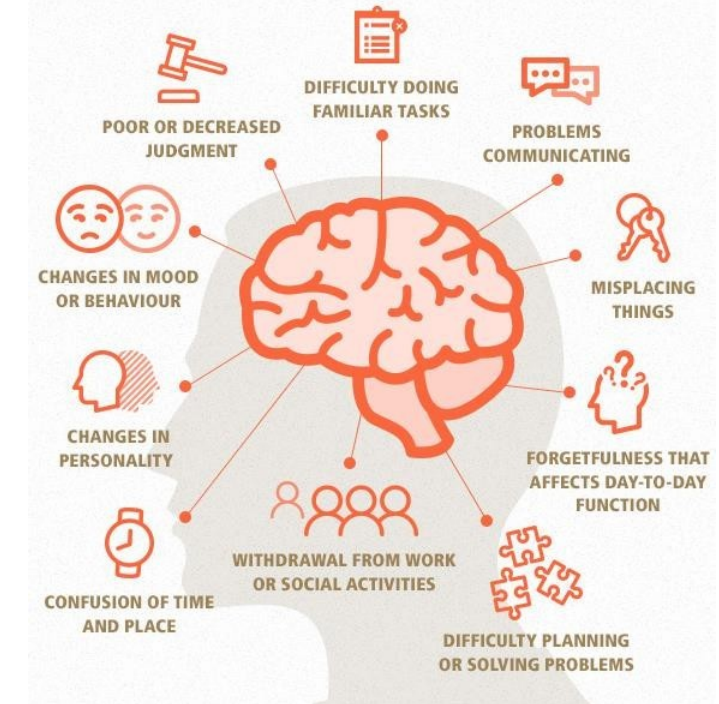 DIFFICULTY DOING
FAMILIAR TASKS
POOR OR DECREASED
JUDGMENT
PROBLEMS
COMMUNICATING
CHANGES IN MOOD
OR BEHAVIOUR
MISPLACING
THINGS
CHANGES IN
PERSONALITY
FORGETFULNESS THAT
AFFECTS DAY-TO-DAY
FUNCTION
WITHDRAWAL FROM WORK
OR SOCIAL ACTIVITIES
CONFUSION OF TIME
AND PLACE
DIFFICULTY PLANNING
OR SOLVING PROBLEMS